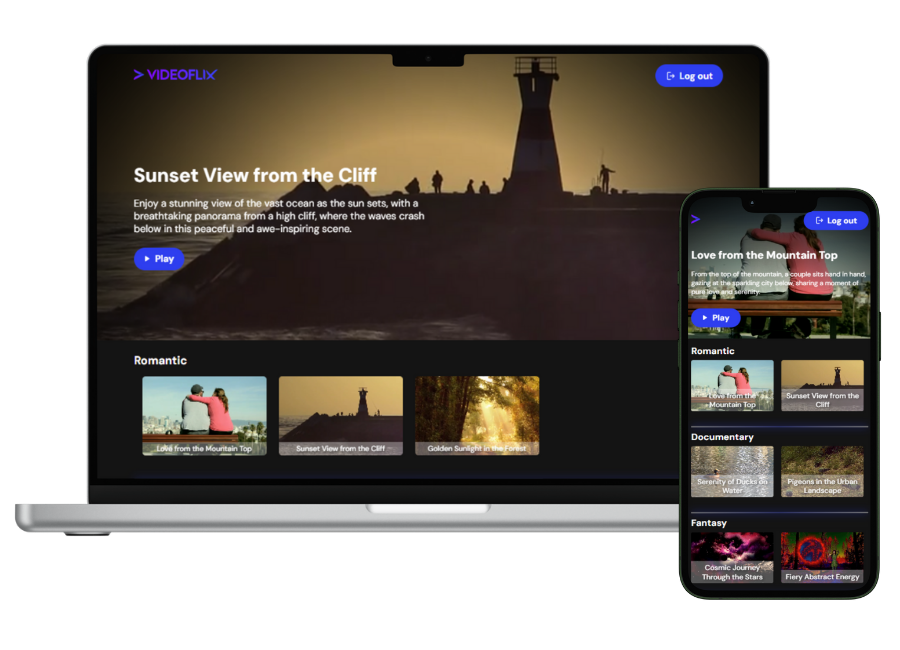 VIDEOFLIX
Log out
Sunset View from the Cliff
Enjoy a stunning view of the vast ocean as the sun sets, with a
breathtaking panorama from a high cliff, where the waves crash
below in this peaceful and awe-inspiring scene.
Play
Romantic
Love from the Mountain Top
Sunset View from the Cliff
Golden Sunlight in the Forest
Log out
Love from the Mountain Top
From the top of the mountain, a couple sits hand in hand,
gazing at the sparkling city below, sharing a moment of
pure love and serenity.
Play
Romantic
Love from the
Mountain Top
Sunset View from the
Cliff
Documentary
Serenity of Ducks on
Water
Pigeons in the Urban
Landscape
Fantasy
Cosmic Journey
Through the Stars
Fiery Abstract Energy